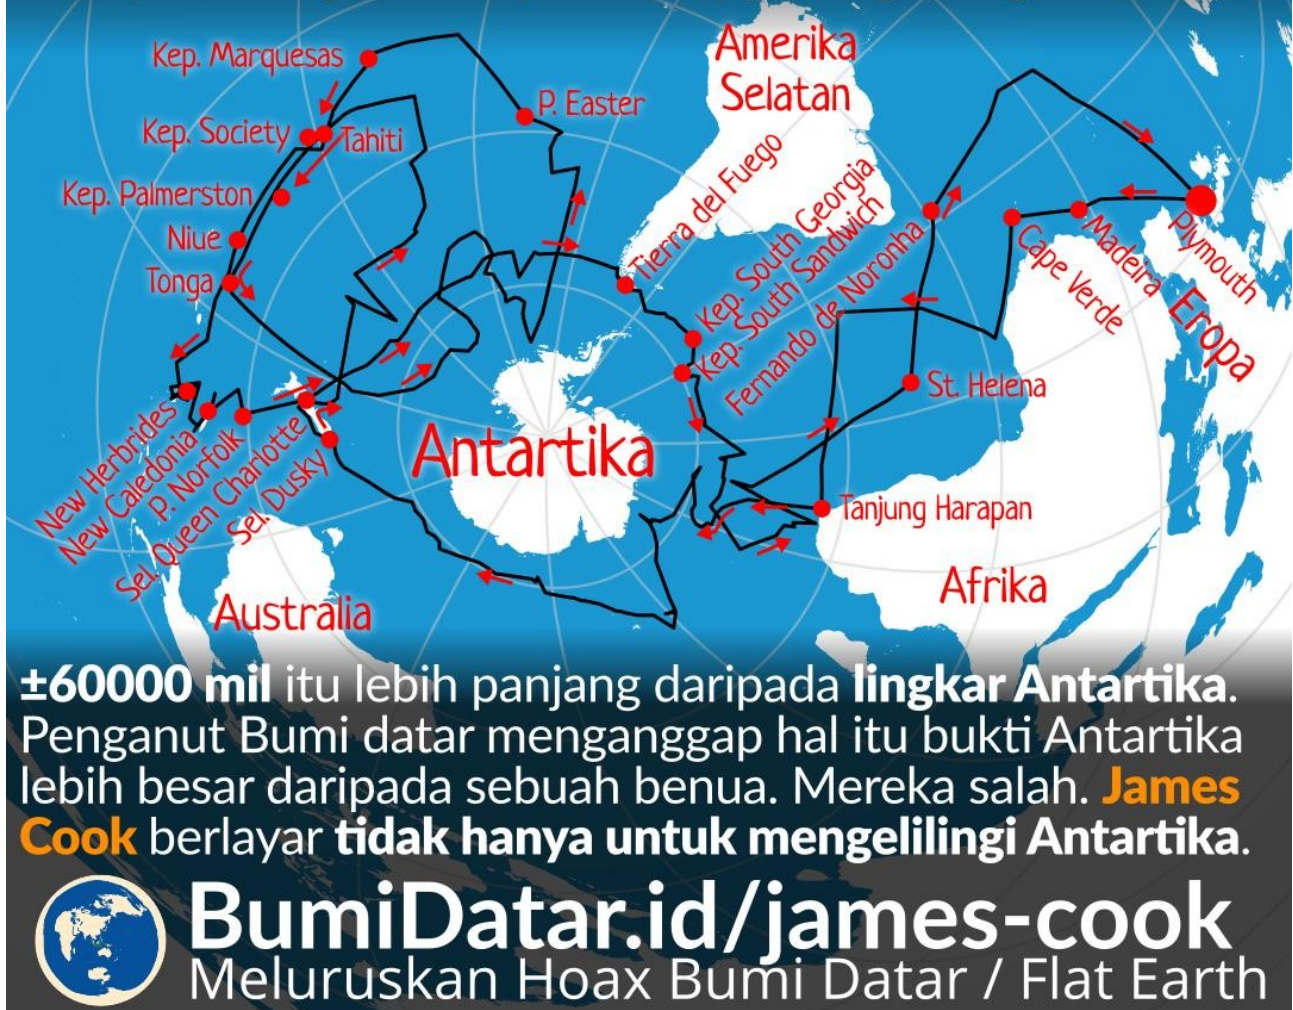 Kep. Marquesas
Amerika
Selatan
P. Easter
Kep. Society
Tahiti
Kep. Palmerston
Niue
Tonga
Tierra del Fuego
Kep. South Georgia
Kep. South Sandwich
Fernando de Noronha
Cape Verde
Madeira
Plymouth
Eropa
St. Helena
New Herbrides
New Caledonia
P. Norfolk
Sel. Queen Charlotte
Sel. Dusky
Antartika
Tanjung Harapan
Afrika
Australia
±60000 mil itu lebih panjang daripada lingkar Antartika.
Penganut Bumi datar menganggap hal itu bukti Antartika
lebih besar daripada sebuah benua. Mereka salah. James
Cook berlayar tidak hanya untuk mengelilingi Antartika.
BumiDatar.id/james-cook
Meluruskan Hoax Bumi Datar / Flat Earth